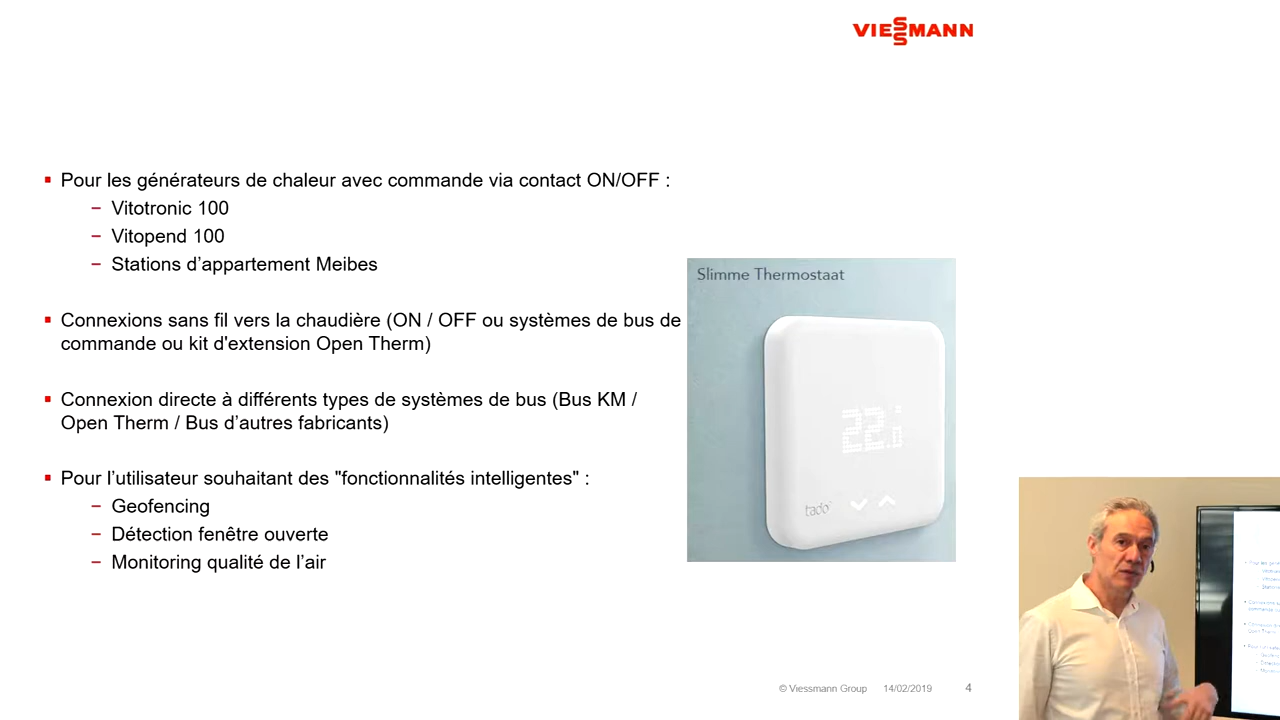 VIESSMANN
▪ Pour les générateurs de chaleur avec commande via contact ON/OFF :
− Vitotronic 100
− Vitopend 100
− Stations d’appartement Meibes
▪ Connexions sans fil vers la chaudière (ON / OFF ou systèmes de bus de
commande ou kit d'extension Open Therm)
▪ Connexion directe à différents types de systèmes de bus (Bus KM /
Open Therm / Bus d’autres fabricants)
▪ Pour l’utilisateur souhaitant des "fonctionnalités intelligentes" :
− Geofencing
− Détection fenêtre ouverte
− Monitoring qualité de l’air
Slimme Thermostaat
tado°
© Viessmann Group 14/02/2019 4